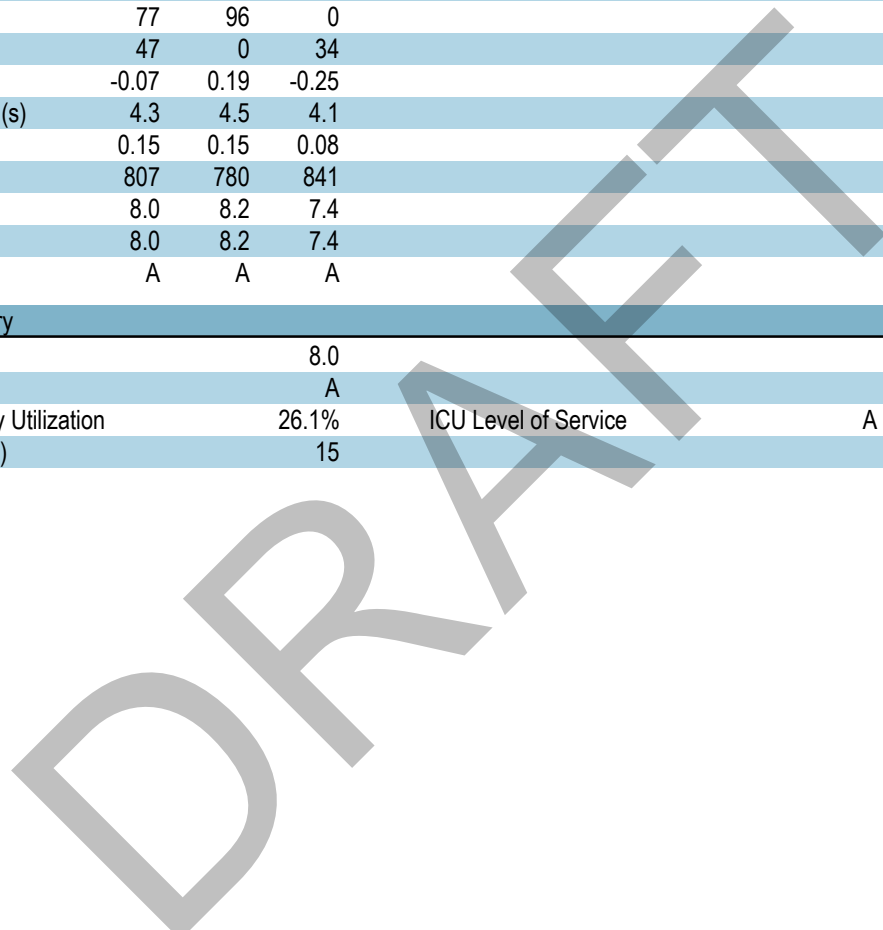 77 96 0
47 0 34
-0.07 0.19 -0.25
(s) 4.3 4.5 4.1
0.15 0.15 0.08
807 780 841
8.0 8.2 7.4
8.0 8.2 7.4
A A A
ry
8.0
A
y Utilization 26.1% ICU Level of Service A
) 15
DRAFT